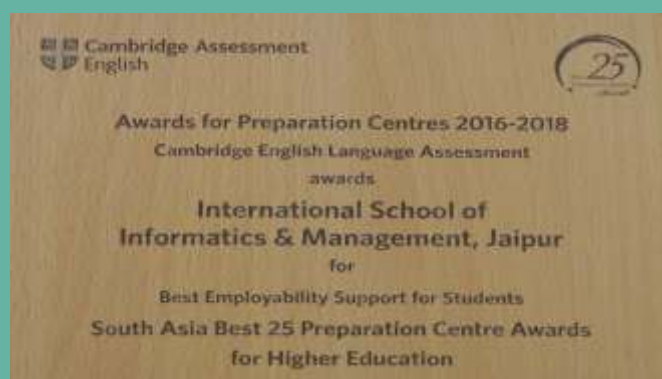 Cambridge Assessment
English
25
Awards for Preparation Centres 2016-2018
Cambridge English Language Assessment
awards
International School of
Informatics & Management, Jaipur
for
Best Employability Support for Students
South Asia Best 25 Preparation Centre Awards
for Higher Education